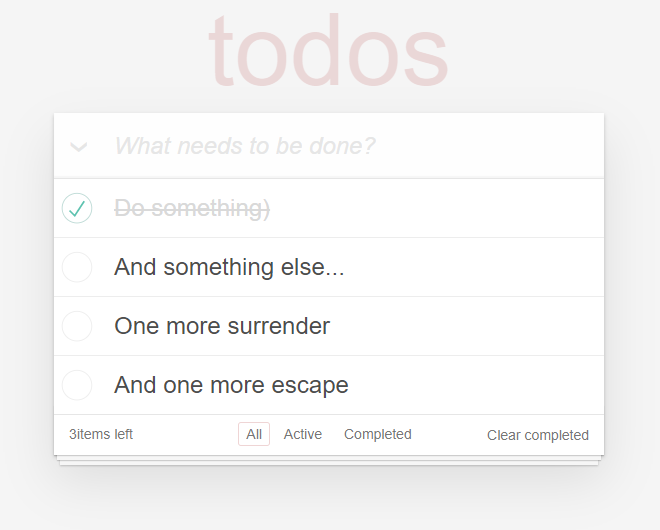 todos
What needs to be done?
Do something)
And something else...
One more surrender
And one more escape
3items left All Active Completed Clear completed